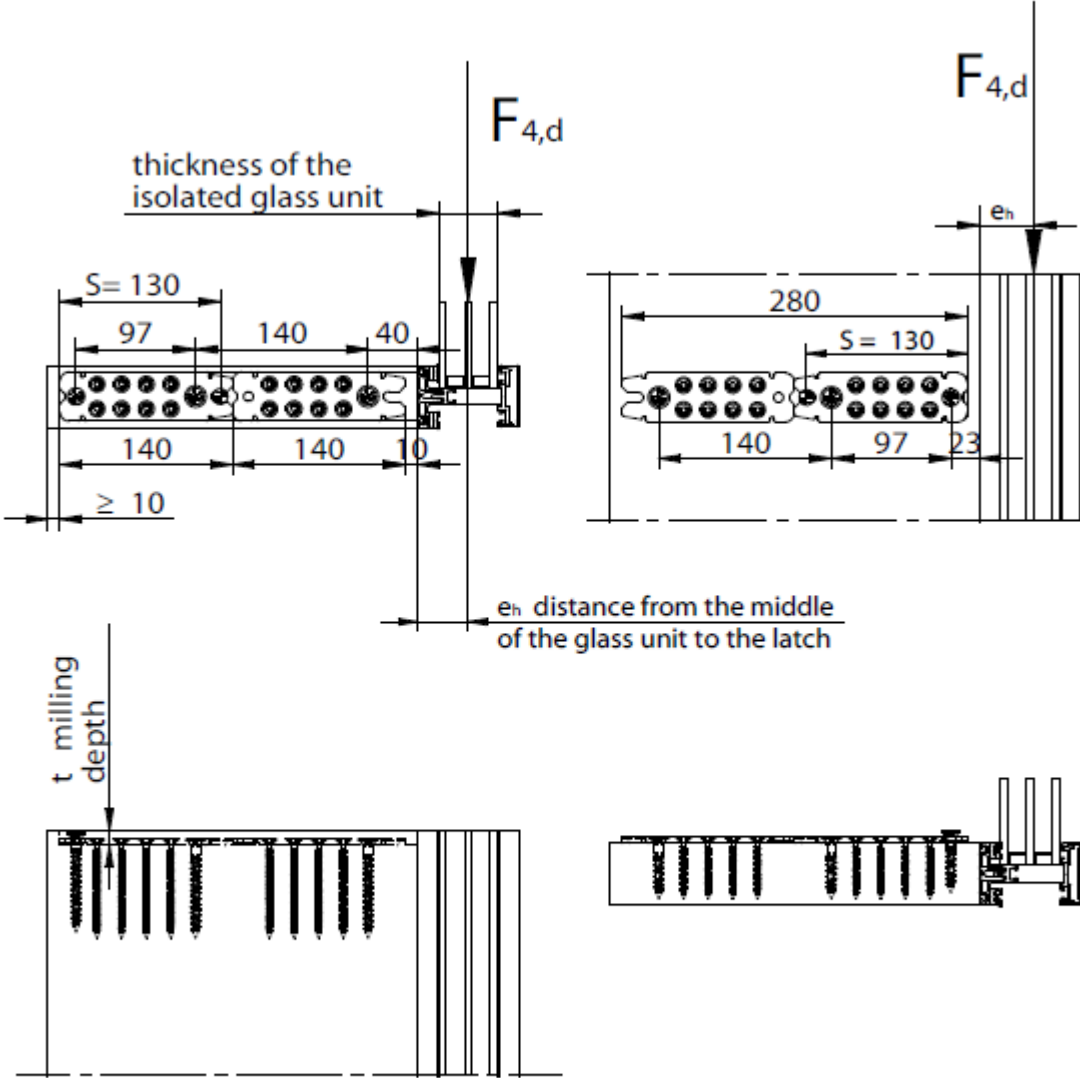 F4,d
F4,d
thickness of the
isolated glass unit
eh
S= 130
97
140
40
280
S = 130
140
140
10
140
97
23
≥ 10
eh distance from the middle
of the glass unit to the latch
t milling
depth